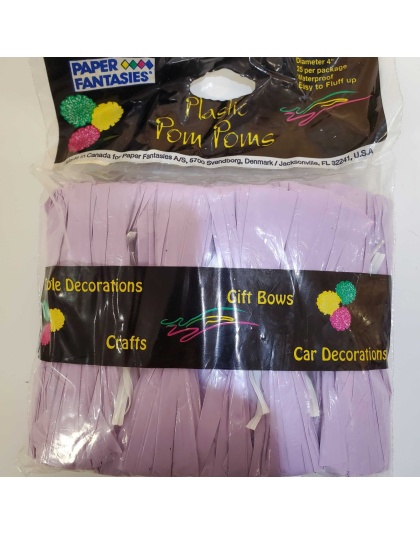 PAPER
FANTASIES
Plastic
Pom Poms
Diameter 4"
25 per package
Waterproof
Easy to Fluff up
in Canada for Paper Fantasies A/S, 5700 Svendborg, Denmark / Jacksonville, FL 32241, U.S.A
ble Decorations
Gift Bows
Crafts
Car Decorations